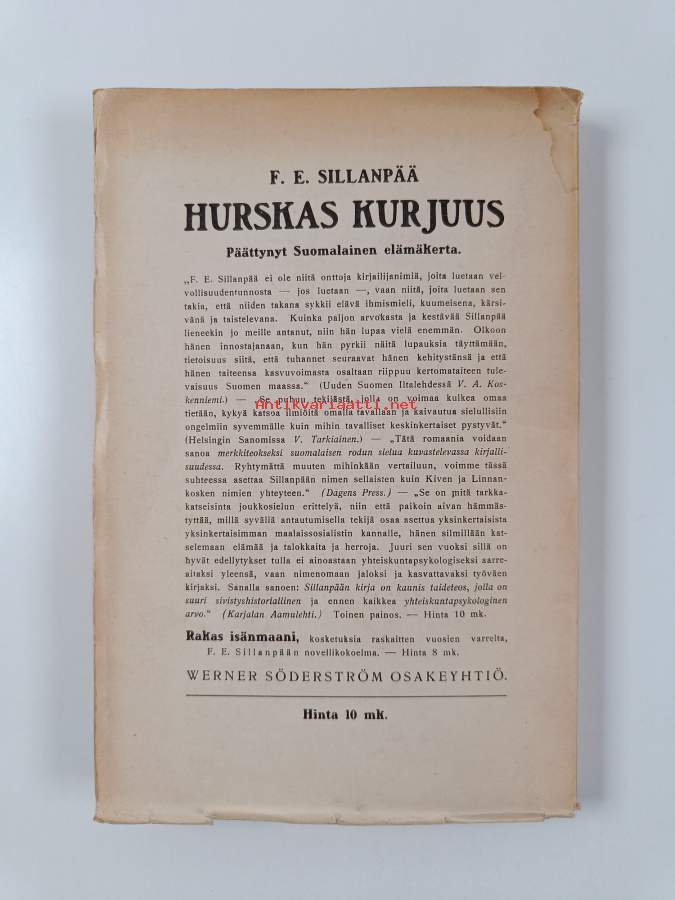 F. E. SILLANPÄÄ
HURSKAS KURJUUS
Päättynyt Suomalainen elämäkerta.
„F. E. Sillanpää ei ole niitä onttoja kirjailijanimiä, joita luetaan vel-
vollisuudentunnosta — jos luetaan —, vaan niitä, joita luetaan sen
takia, että niiden takana sykkii elävä ihmismieli, kuumeisena, kärsi-
vänä ja taistelevana. Kuinka paljon arvokasta ja kestävää Sillanpää
lieneekin jo meille antanut, niin hän lupaa vielä enemmän. Olkoon
hänen innostajanaan, kun hän pyrkii näitä lupauksia täyttämään,
tietoisuus siitä, että tuhannet seuraavat hänen kehitystänsä ja että
hänen taiteensa kasvuvoimasta osaltaan riippuu kertomataiteen tule-
vaisuus Suomen maassa.“ (Uuden Suomen Iltalehdessä V. A. Kos-
kenniemi.) — „Se puhuu tekijästä, jolla on voimaa kulkea omaa
Antikvariaatti.net
tietään, kykyä katsoa ilmiöitä omalla tavallaan ja kaivautua sielullisiin
ongelmiin syvemmälle kuin mihin tavalliset keskinkertaiset pystyvät.“
(Helsingin Sanomissa V. Tarkiainen.) — „Tätä romaania voidaan
sanoa merkkiteokseksi suomalaisen rodun sielua kuvastelevassa kirjalli-
suudessa. Ryhtymättä muuten mihinkään vertailuun, voimme tässä
suhteessa asettaa Sillanpään nimen sellaisten kuin Kiven ja Linnan-
kosken nimien yhteyteen.“ (Dagens Press.) — „Se on mitä tarkka-
katseisinta joukkosielun erittelyä, niin että paikoin aivan hämmäs-
tyttää, millä syvällä antautumisella tekijä osaa asettua yksinkertaisista
yksinkertaisimman maalaissosialistin kannalle, hänen silmillään kat-
selemaan elämää ja talokkaita ja herroja. Juuri sen vuoksi sillä on
hyvät edellytykset tulla ei ainoastaan yhteiskuntapsykologiseksi aarre-
aitaksi yleensä, vaan nimenomaan jaloksi ja kasvattavaksi työväen
kirjaksi. Sanalla sanoen: Sillanpään kirja on kaunis taideteos, jolla on
suuri sivistyshistoriallinen ja ennen kaikkea yhteiskuntapsykologinen
arvo.“ (Karjalan Aamulehti.) Toinen painos. — Hinta 10 mk.
Rakas isänmaani, kosketuksia raskaitten vuosien varrelta,
F. E. Sillanpään novellikokoelma. — Hinta 8 mk.
WERNER SÖDERSTRÖM OSAKEYHTIÖ.
Hinta 10 mk.